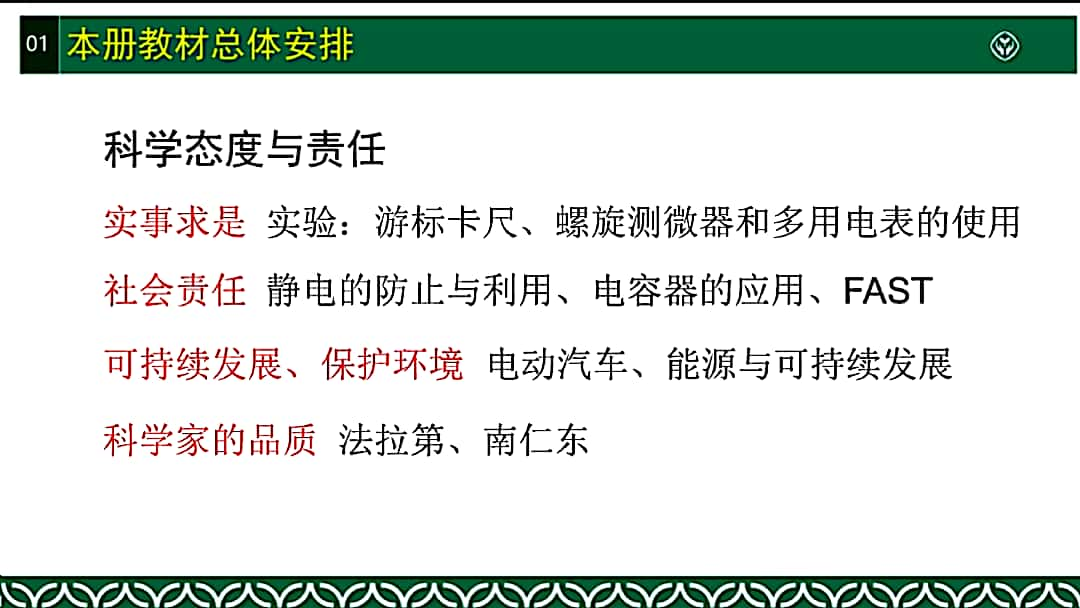 01 本册教材总体安排
科学态度与责任
实事求是 实验：游标卡尺、螺旋测微器和多用电表的使用
社会责任 静电的防止与利用、电容器的应用、FAST
可持续发展、保护环境 电动汽车、能源与可持续发展
科学家的品质 法拉第、南仁东